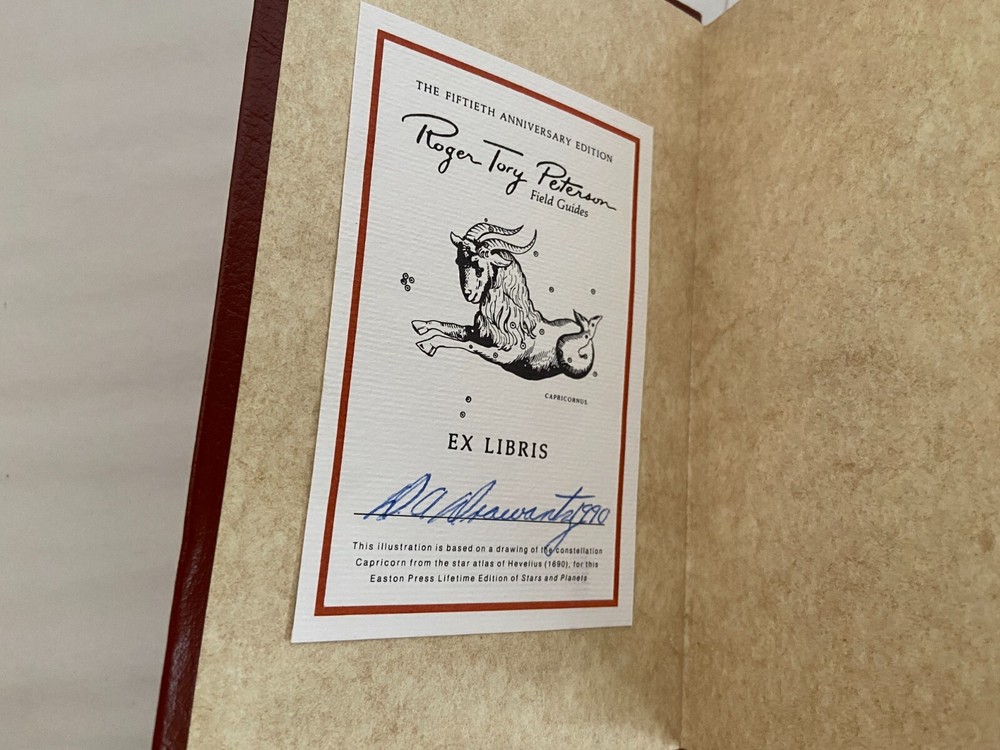 THE FIFTIETH ANNIVERSARY EDITION
Roger Tory Peterson
Field Guides
CAPRICORNUS.
EX LIBRIS
D. A. 1990
This illustration is based on a drawing of the constellation
Capricorn from the star atlas of Hevelius (1690), for this
Easton Press Lifetime Edition of Stars and Planets